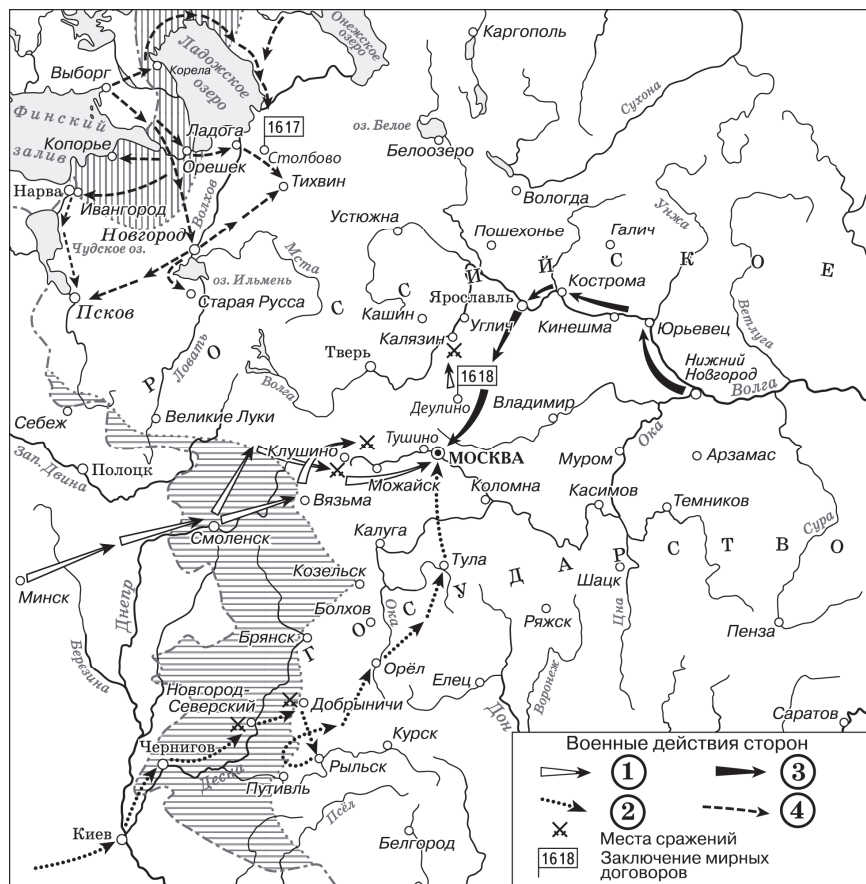 Каргополь
Онежское
озеро
Ладожское
озеро
Выборг
Корела
Сухона
Финский
залив
Ладога
1617
оз. Белое
Копорье
Столбово
Белоозеро
Орешек
Нарва
Тихвин
Вологда
Ивангород
Волхов
Унжа
Новгород
Устюжна
Пошехонье
Галич
Чудское оз.
Мста
оз. Ильмень
Кострома
Псков
Старая Русса
Ярославль
Кашин
Углич
Кинешма
Юрьевец
Ветлуга
Калязин
Ловать
Тверь
Нижний
Новгород
Волга
1618
Волга
Деулино
Владимир
Ока
Себеж
Великие Луки
РОССИЙСКОЕ
Клушино
Тушино
МОСКВА
Зап. Двина
Полоцк
Можайск
Муром
Арзамас
Вязьма
Коломна
Касимов
Темников
Смоленск
Калуга
Сура
Минск
Днепр
Козельск
Тула
ГОСУДАРСТВО
Шацк
Болхов
Ока
Цна
Березина
Ряжск
Брянск
Пенза
Орёл
Воронеж
Новгород-
Северский
Елец
Добрыничи
Дон
Саратов
Курск
Чернигов
Рыльск
Десна
Путивль
Псёл
Киев
Белгород
Военные действия сторон
1
3
2
4
Места сражений
1618
Заключение мирных
договоров